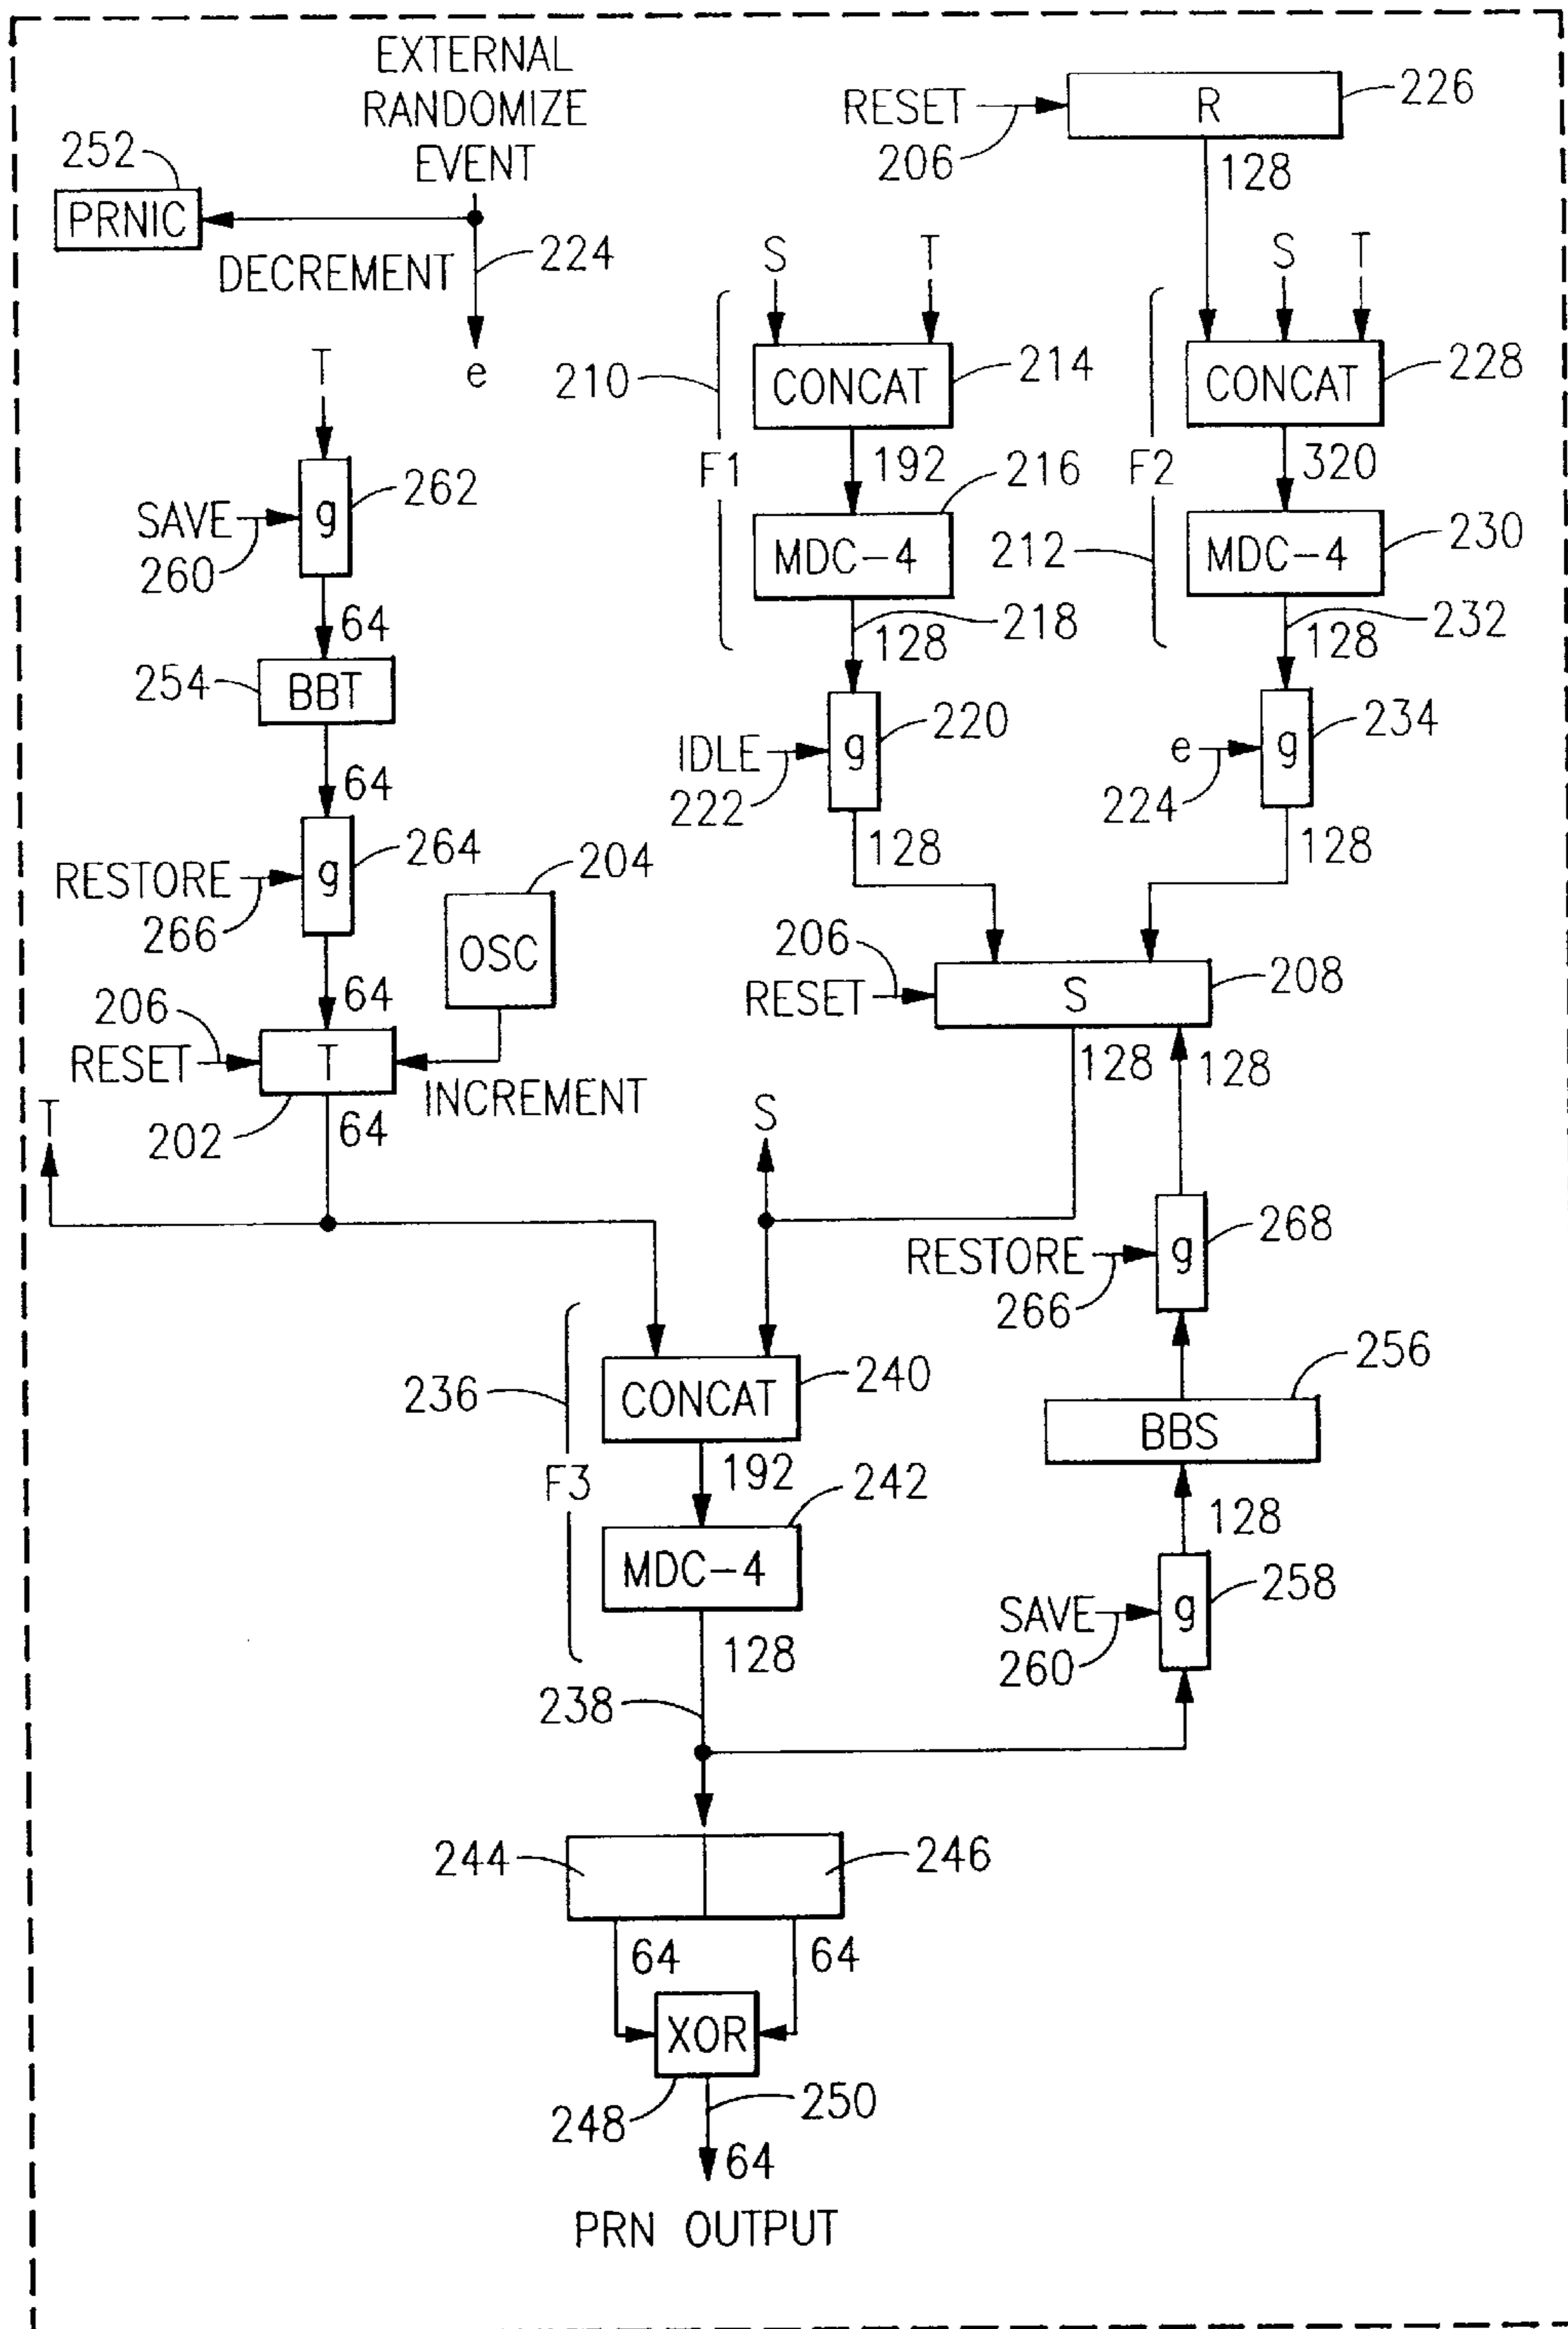 EXTERNAL
RANDOMIZE
EVENT
252
PRNIC
DECREMENT
224
e
RESET
206
R
226
128
S
T
S
T
210
F1
CONCAT
214
192
MDC-4
216
128
218
IDLE
222
g
220
128
F2
212
CONCAT
228
320
MDC-4
230
128
232
e
224
g
234
128
T
SAVE
260
g
262
64
254
BBT
64
RESTORE
266
g
264
64
204
OSC
206
RESET
T
INCREMENT
202
64
T
206
RESET
S
208
128
128
S
RESTORE
266
g
268
256
BBS
128
SAVE
260
g
258
236
F3
CONCAT
240
192
MDC-4
242
128
238
244
246
64
64
XOR
248
250
64
PRN OUTPUT